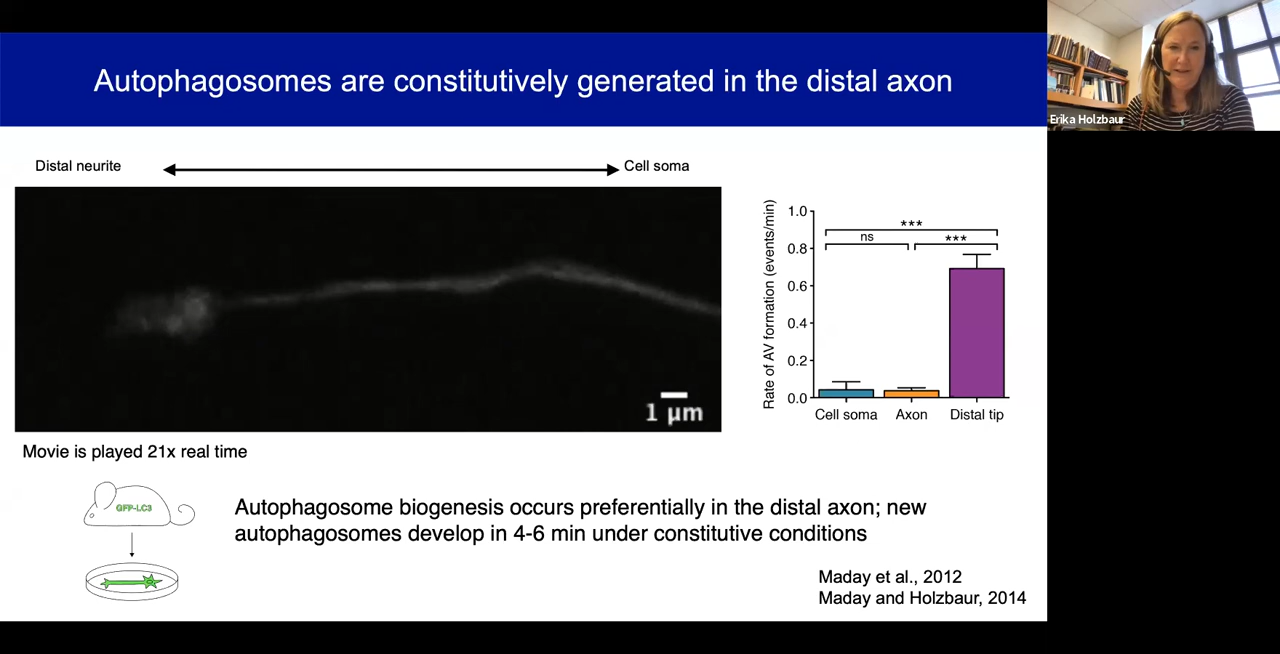 Autophagosomes are constitutively generated in the distal axon
Erika Holzbaur
Distal neurite
Cell soma
1 µm
Movie is played 21x real time
Rate of AV formation (events/min)
1.0
0.8
0.6
0.4
0.2
0.0
***
ns
***
Cell soma
Axon
Distal tip
GFP-LC3
Autophagosome biogenesis occurs preferentially in the distal axon; new
autophagosomes develop in 4-6 min under constitutive conditions
Maday et al., 2012
Maday and Holzbaur, 2014